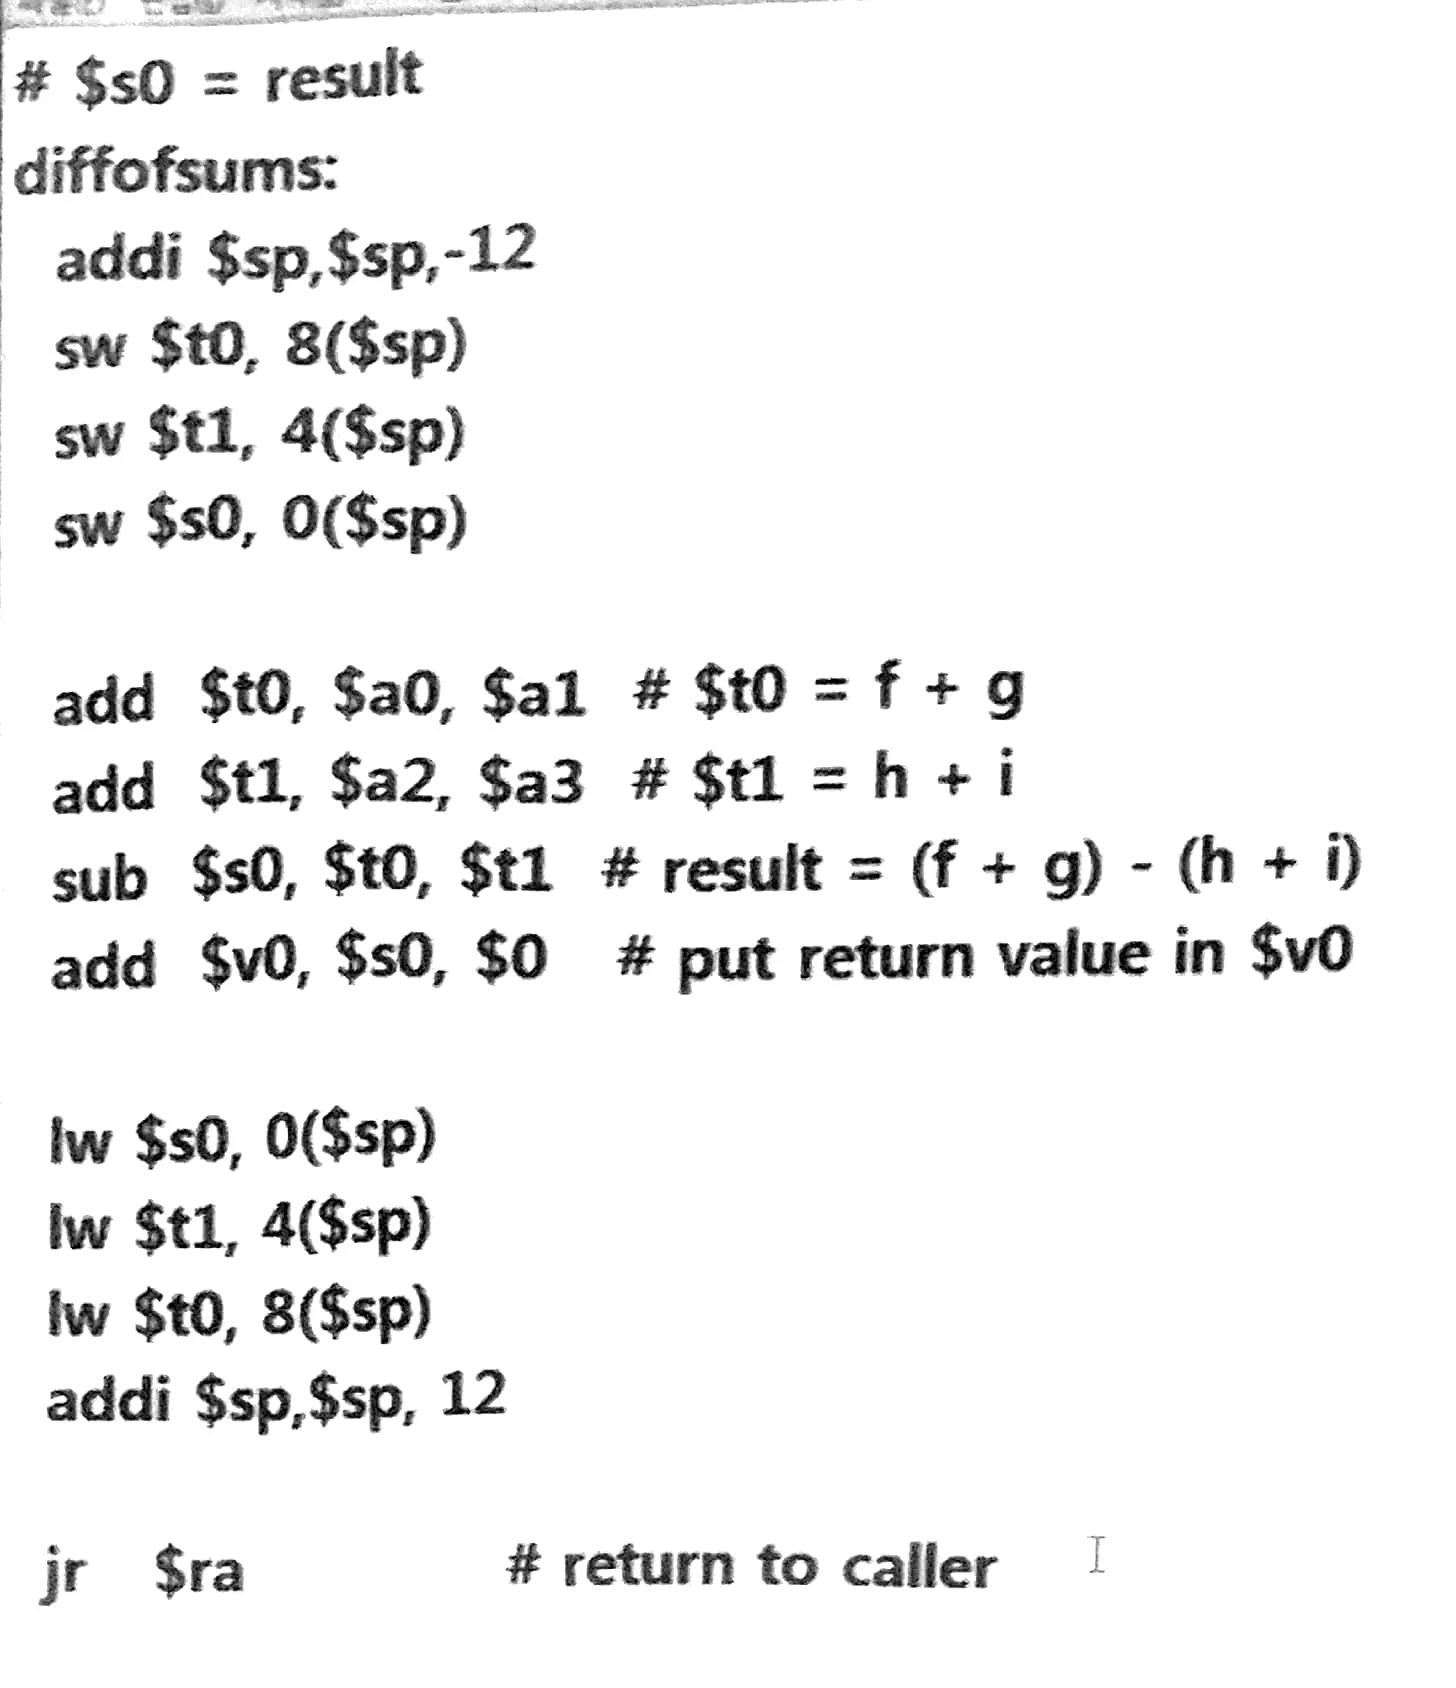 # $s0 = result
diffofsums:
addi $sp,$sp,-12
sw $t0, 8($sp)
sw $t1, 4($sp)
sw $s0, 0($sp)
add $t0, $a0, $a1 # $t0 = f + g
add $t1, $a2, $a3 # $t1 = h + i
sub $s0, $t0, $t1 # result = (f + g) - (h + i)
add $v0, $s0, $0 # put return value in $v0
lw $s0, 0($sp)
lw $t1, 4($sp)
lw $t0, 8($sp)
addi $sp,$sp, 12
jr $ra # return to caller